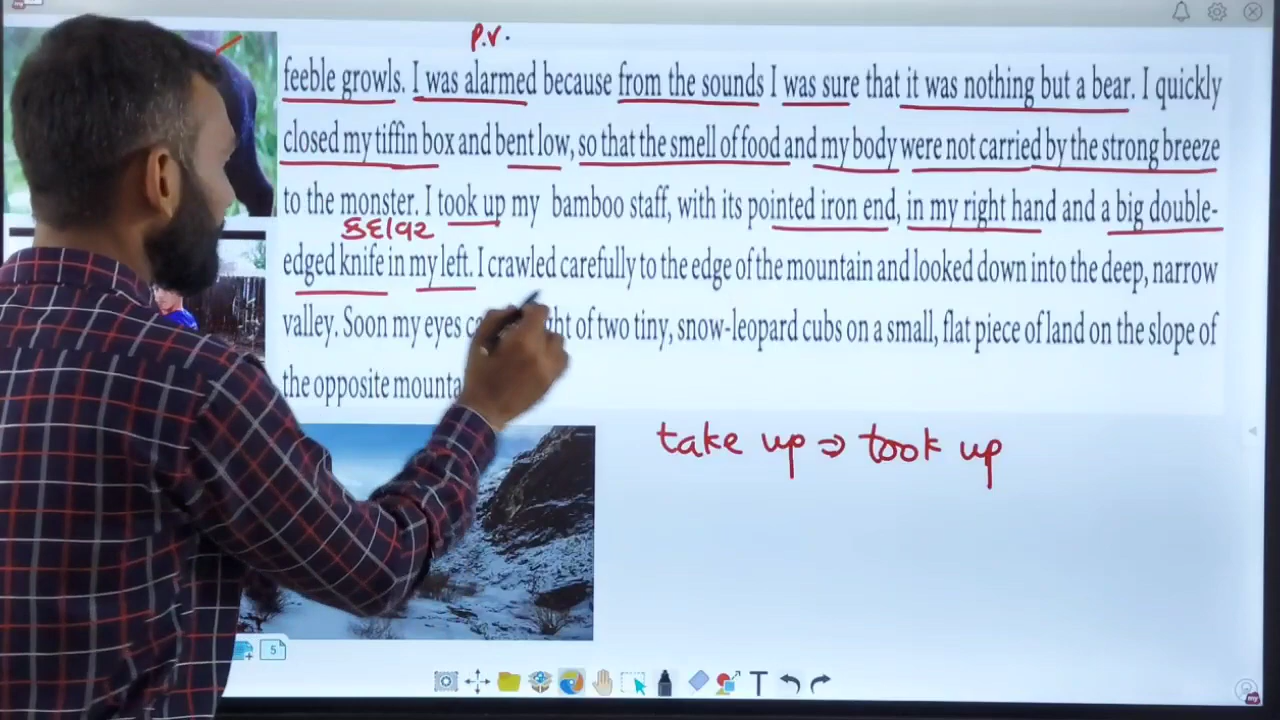 p.v.
feeble growls. I was alarmed because from the sounds I was sure that it was nothing but a bear. I quickly
closed my tiffin box and bent low, so that the smell of food and my body were not carried by the strong breeze
to the monster. I took up my bamboo staff, with its pointed iron end, in my right hand and a big double-
edged knife in my left. I crawled carefully to the edge of the mountain and looked down into the deep, narrow
valley. Soon my eyes of two tiny, snow-leopard cubs on a small, flat piece of land on the slope of
the opposite
take up ⇒ took up
5
T